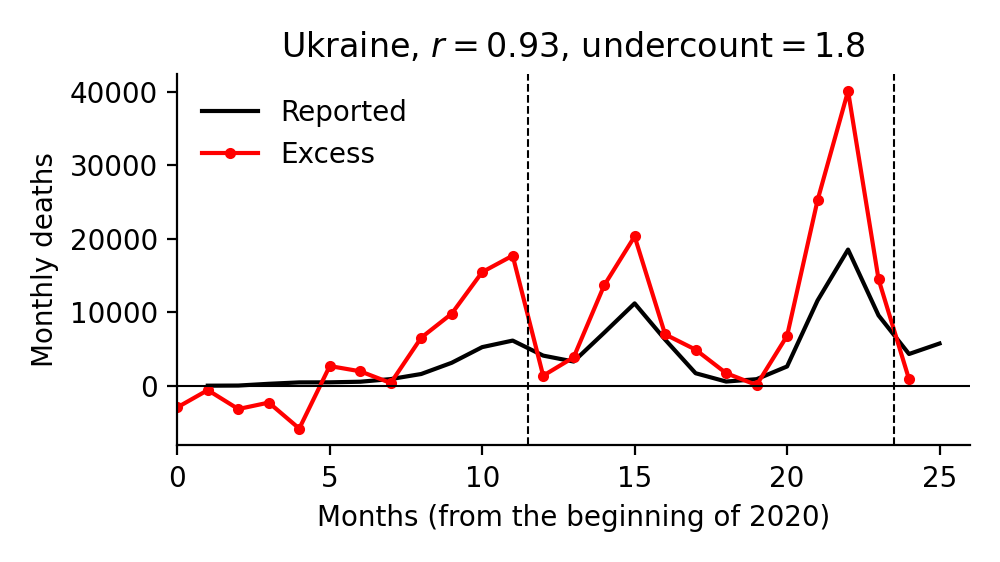 Ukraine, r = 0.93, undercount = 1.8
Reported
Excess
Monthly deaths
40000
30000
20000
10000
0
0 5 10 15 20 25
Months (from the beginning of 2020)